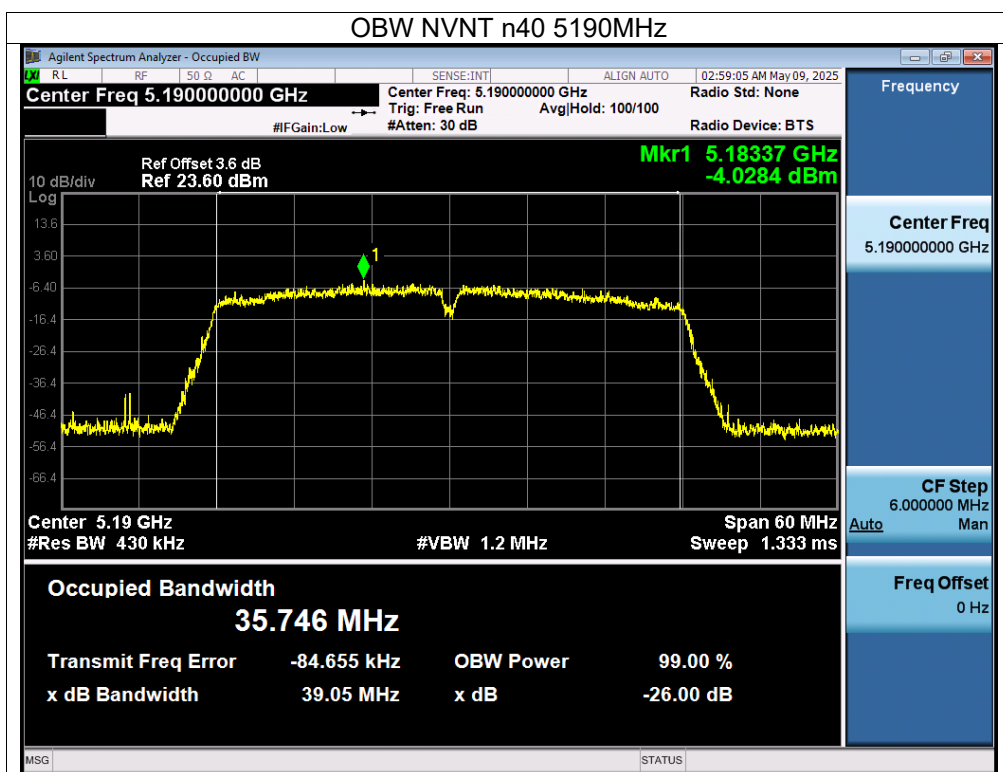 OBW NVNT n40 5190MHz
Agilent Spectrum Analyzer - Occupied BW
LXI RL RF 50 Ω AC SENSE:INT ALIGN AUTO 02:59:05 AM May 09, 2025
Center Freq 5.190000000 GHz Center Freq: 5.190000000 GHz Radio Std: None
Trig: Free Run Avg|Hold: 100/100
#IFGain:Low #Atten: 30 dB Radio Device: BTS
Ref Offset 3.6 dB Mkr1 5.18337 GHz
10 dB/div Ref 23.60 dBm -4.0284 dBm
Log
13.6
3.60
1
-6.40
-16.4
-26.4
-36.4
-46.4
-56.4
-66.4
Center 5.19 GHz Span 60 MHz
#Res BW 430 kHz #VBW 1.2 MHz Sweep 1.333 ms
Occupied Bandwidth
35.746 MHz
Transmit Freq Error -84.655 kHz OBW Power 99.00 %
x dB Bandwidth 39.05 MHz x dB -26.00 dB
MSG STATUS
Frequency
Center Freq
5.190000000 GHz
CF Step
6.000000 MHz
Auto Man
Freq Offset
0 Hz